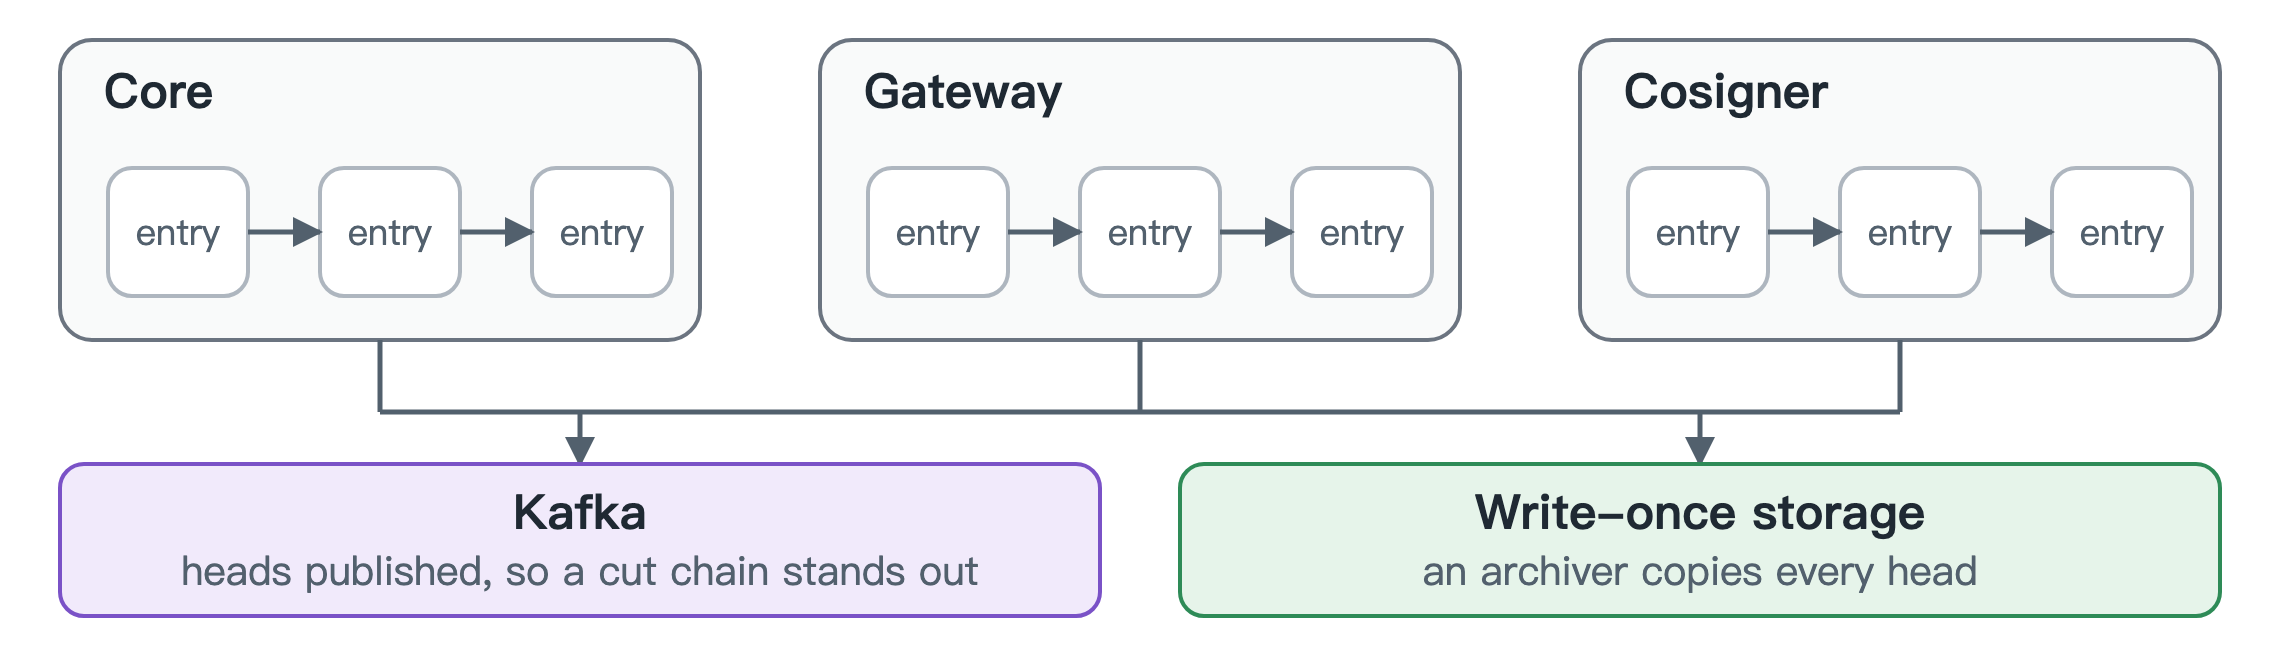 Core
entry
entry
entry
Gateway
entry
entry
entry
Cosigner
entry
entry
entry
Kafka
heads published, so a cut chain stands out
Write–once storage
an archiver copies every head